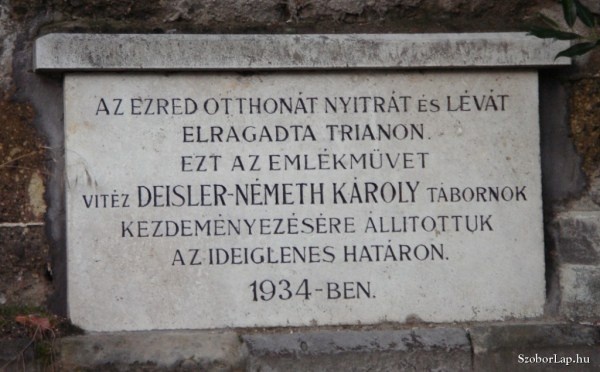 AZ EZRED OTTHONÁT NYITRÁT ÉS LÉVÁT
ELRAGADTA TRIANON.
EZT AZ EMLÉKMÜVET
VITÉZ DEISLER-NÉMETH KÁROLY TÁBORNOK
KEZDEMÉNYEZÉSÉRE ÁLLITOTTUK
AZ IDEIGLENES HATÁRON.
1934-BEN.
SzoborLap.hu